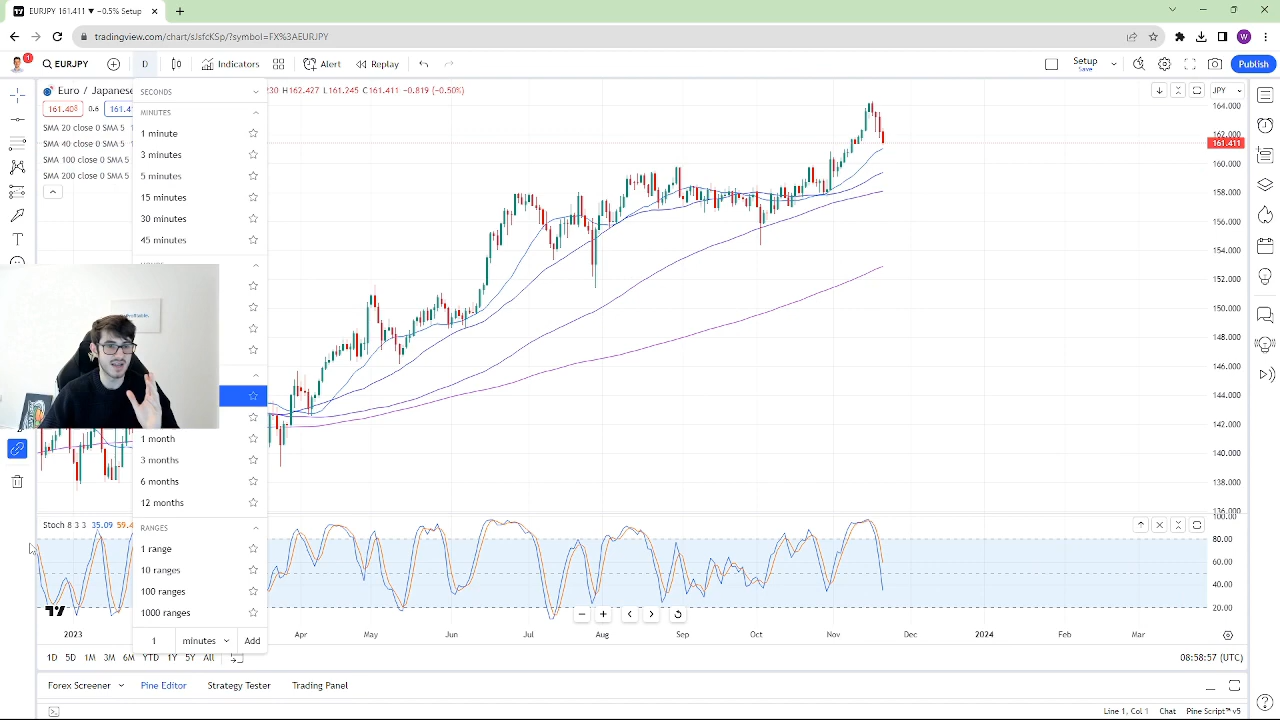 EURJPY 161.411 ▼ −0.5% Setup
tradingview.com/chart/sJsfcKSp/?symbol=FX%3AEURJPY
W
11
EURJPY
D
Indicators
Alert
Replay
Setup
Save
Publish
Euro / Japanese
230 H162.427 L161.245 C161.411 −0.819 (−0.50%)
JPY
161.408
0.6
161.4
SMA 20 close 0 SMA 5
SMA 40 close 0 SMA 5
SMA 100 close 0 SMA 5
SMA 200 close 0 SMA 5
SECONDS
MINUTES
1 minute
3 minutes
5 minutes
15 minutes
30 minutes
45 minutes
1 month
3 months
6 months
12 months
RANGES
1 range
10 ranges
100 ranges
1000 ranges
1
minutes
Add
164.000
162.000
161.411
160.000
158.000
156.000
154.000
152.000
150.000
148.000
146.000
144.000
142.000
140.000
138.000
136.000
Stoch 8 3 3 35.09 59.4
100.00
80.00
60.00
40.00
20.00
2023
Apr
May
Jun
Jul
Aug
Sep
Oct
Nov
Dec
2024
Feb
Mar
1D 5D 1M 3M 6M YTD 1Y 5Y All
08:58:57 (UTC)
Forex Screener
Pine Editor
Strategy Tester
Trading Panel
Line 1, Col 1
Chat
Pine Script™ v5